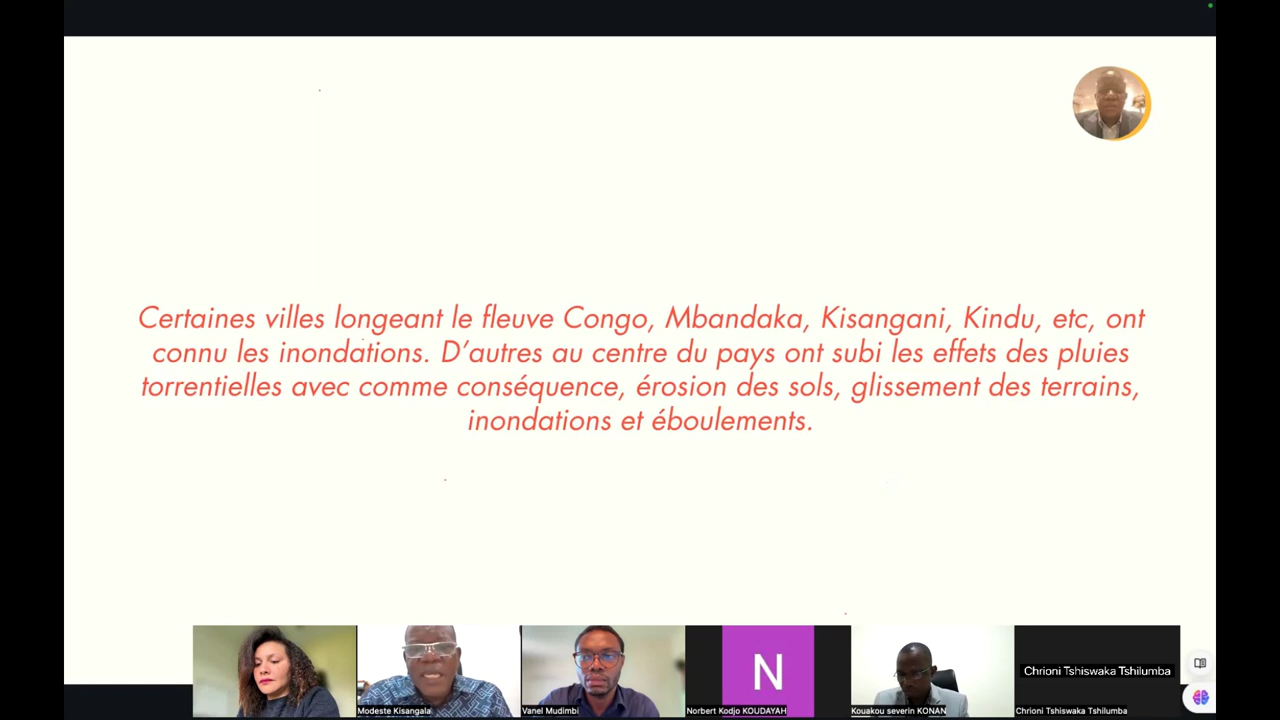 Certaines villes longeant le fleuve Congo, Mbandaka, Kisangani, Kindu, etc, ont
connu les inondations. D’autres au centre du pays ont subi les effets des pluies
torrentielles avec comme conséquence, érosion des sols, glissement des terrains,
inondations et éboulements.
N
Chrioni Tshiswaka Tshilumba
Modeste Kisangala
Vanel Mudimbi
Norbert Kodjo KOUDAYAH
Kouakou severin KONAN
Chrioni Tshiswaka Tshilumba